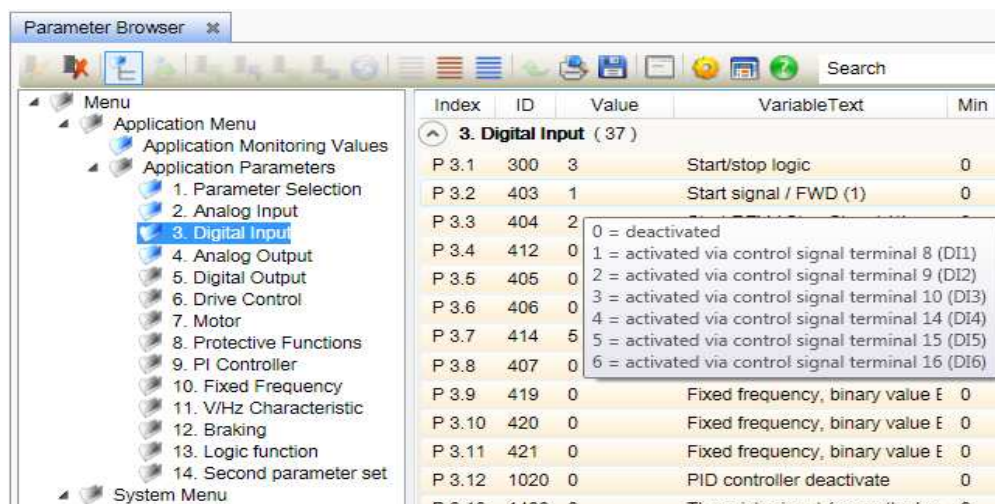 Parameter Browser
Search
Menu
Application Menu
Application Monitoring Values
Application Parameters
1. Parameter Selection
2. Analog Input
3. Digital Input
4. Analog Output
5. Digital Output
6. Drive Control
7. Motor
8. Protective Functions
9. PI Controller
10. Fixed Frequency
11. V/Hz Characteristic
12. Braking
13. Logic function
14. Second parameter set
System Menu
Index ID Value VariableText Min
3. Digital Input ( 37 )
P 3.1 300 3 Start/stop logic 0
P 3.2 403 1 Start signal / FWD (1) 0
P 3.3 404 2
P 3.4 412 0
P 3.5 405 0
P 3.6 406 0
P 3.7 414 5
P 3.8 407 0
0 = deactivated
1 = activated via control signal terminal 8 (DI1)
2 = activated via control signal terminal 9 (DI2)
3 = activated via control signal terminal 10 (DI3)
4 = activated via control signal terminal 14 (DI4)
5 = activated via control signal terminal 15 (DI5)
6 = activated via control signal terminal 16 (DI6)
P 3.9 419 0 Fixed frequency, binary value 0
P 3.10 420 0 Fixed frequency, binary value 0
P 3.11 421 0 Fixed frequency, binary value 0
P 3.12 1020 0 PID controller deactivate 0